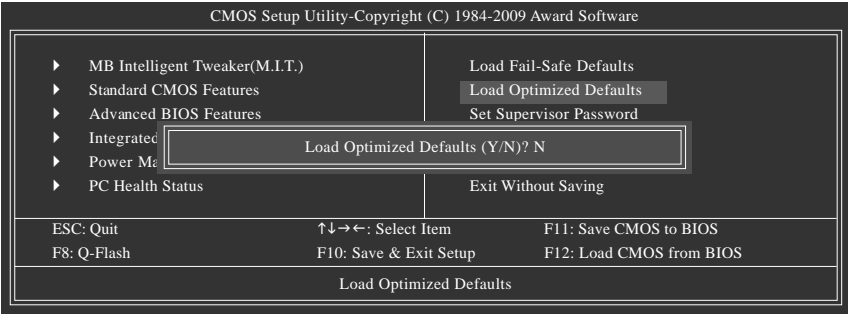 CMOS Setup Utility-Copyright (C) 1984-2009 Award Software
MB Intelligent Tweaker(M.I.T.)
Standard CMOS Features
Advanced BIOS Features
Integrated
Power Ma
PC Health Status
Load Fail-Safe Defaults
Load Optimized Defaults
Set Supervisor Password
Exit Without Saving
Load Optimized Defaults (Y/N)? N
ESC: Quit
↑↓→←: Select Item
F11: Save CMOS to BIOS
F8: Q-Flash
F10: Save & Exit Setup
F12: Load CMOS from BIOS
Load Optimized Defaults